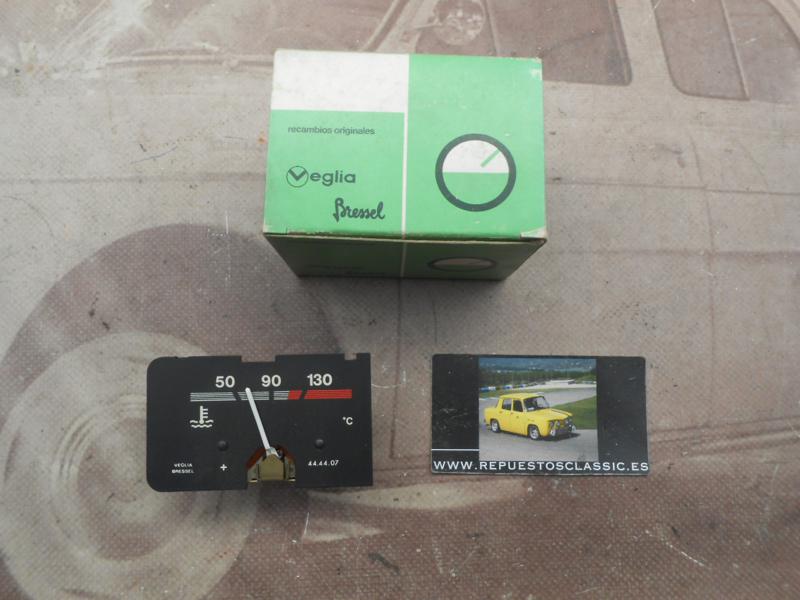 recambios originales
Veglia
Bressel
50 90 130
°C
VEGLIA
BRESSEL
+
44.44.07
WWW.REPUESTOSCLASSIC.ES